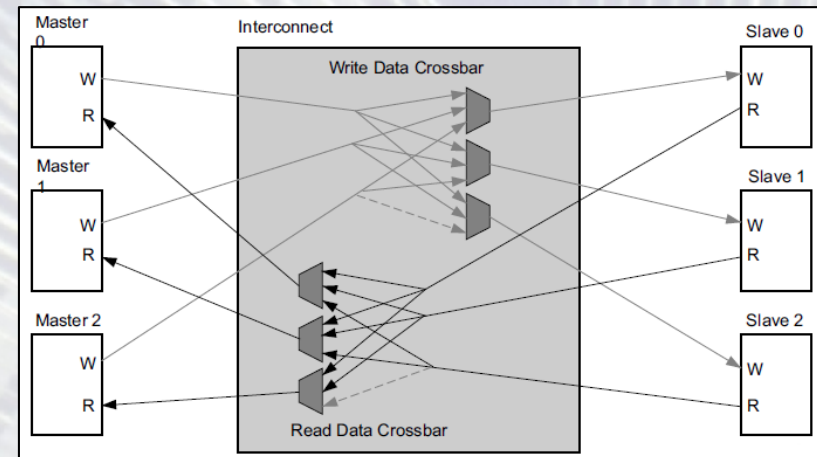 Master
0
Interconnect
Slave 0
Write Data Crossbar
W
R
W
R
Master
1
Slave 1
W
R
W
R
Master 2
Slave 2
W
R
W
R
Read Data Crossbar